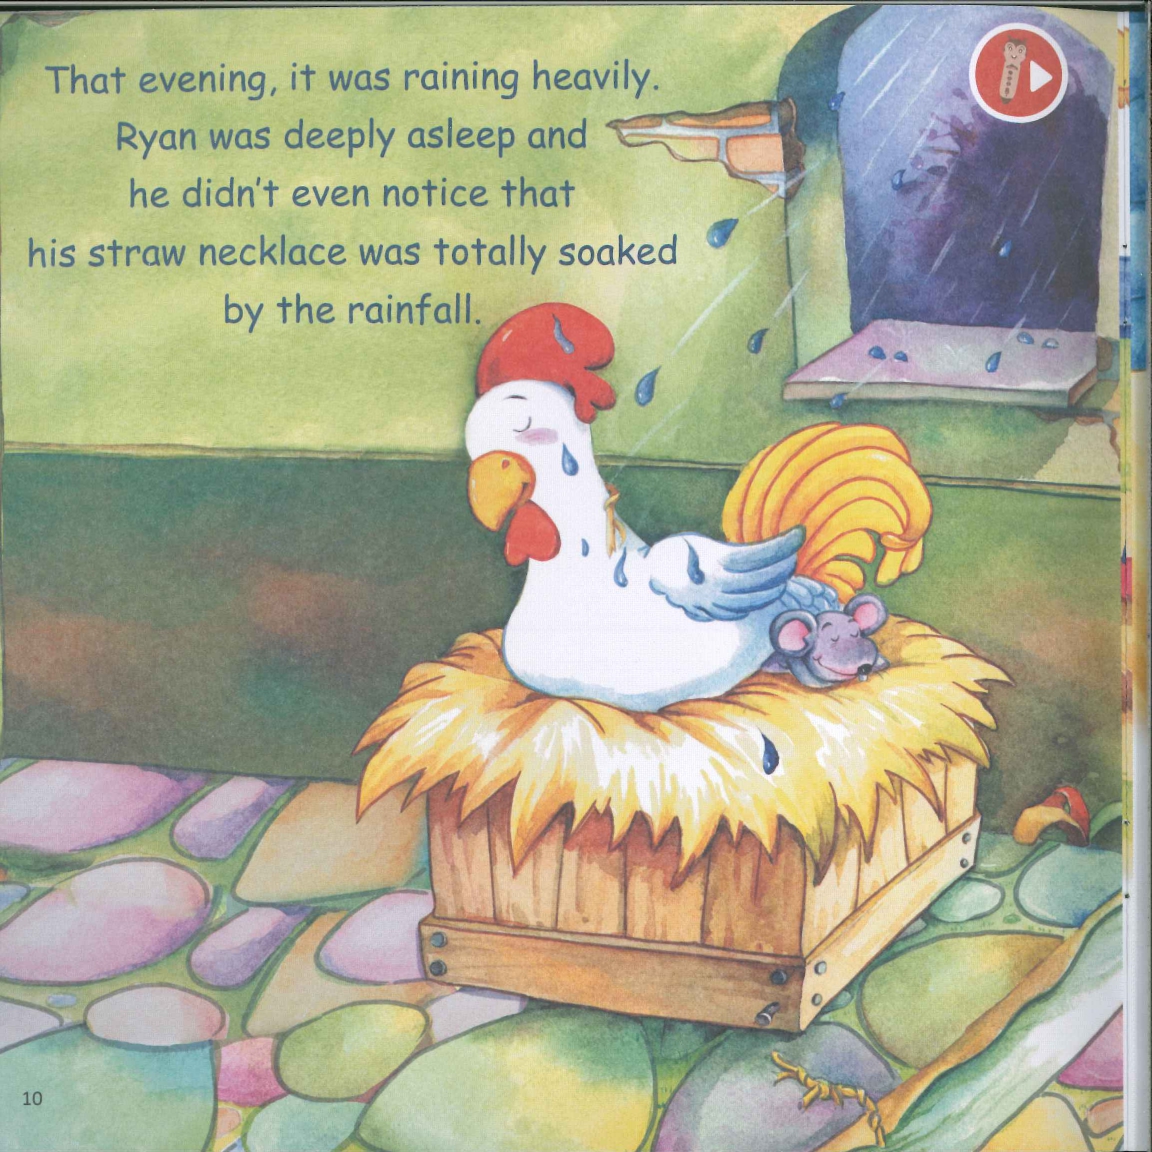 That evening, it was raining heavily.
Ryan was deeply asleep and
he didn't even notice that
his straw necklace was totally soaked
by the rainfall.
10